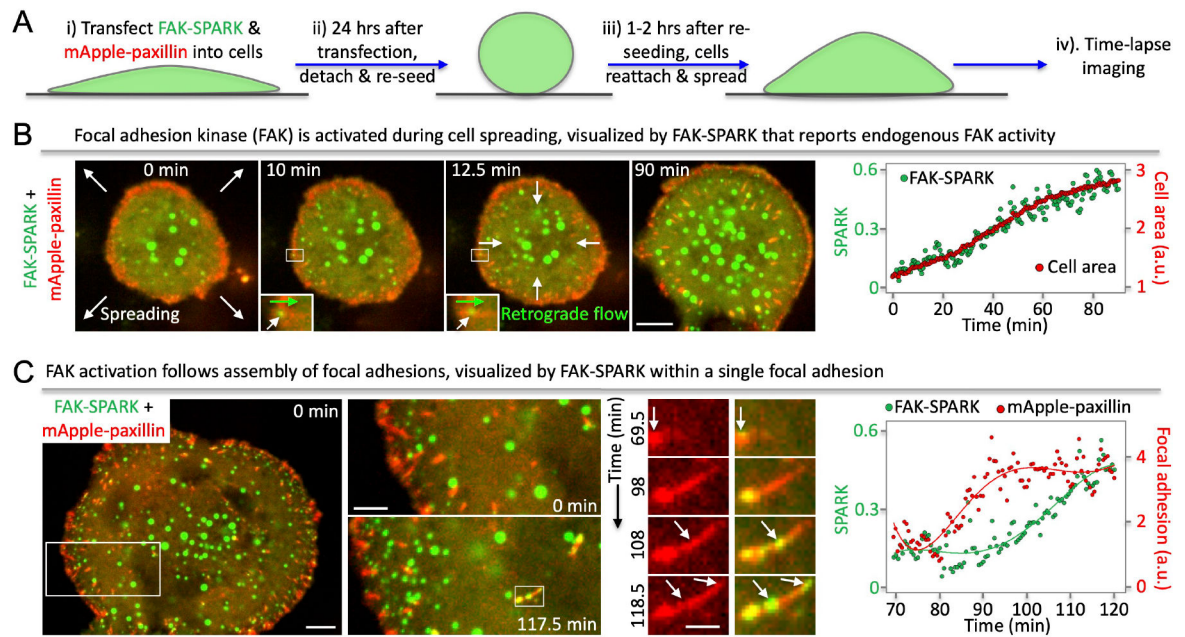 A
i) Transfect FAK-SPARK &
mApple-paxillin into cells
ii) 24 hrs after
transfection,
detach & re-seed
iii) 1-2 hrs after re-
seeding, cells
reattach & spread
iv). Time-lapse
imaging
B
Focal adhesion kinase (FAK) is activated during cell spreading, visualized by FAK-SPARK that reports endogenous FAK activity
FAK-SPARK +
mApple-paxillin
0 min
Spreading
10 min
12.5 min
Retrograde flow
90 min
SPARK
0.6
0.3
0
FAK-SPARK
Cell area
0 20 40 60 80
Time (min)
3
2
1
Cell area (a.u.)
C
FAK activation follows assembly of focal adhesions, visualized by FAK-SPARK within a single focal adhesion
FAK-SPARK +
mApple-paxillin
0 min
0 min
117.5 min
Time (min)
69.5
98
108
118.5
FAK-SPARK mApple-paxillin
SPARK
0.6
0.3
0
70 80 90 100 110 120
Time (min)
4
2
0
Focal adhesion (a.u.)